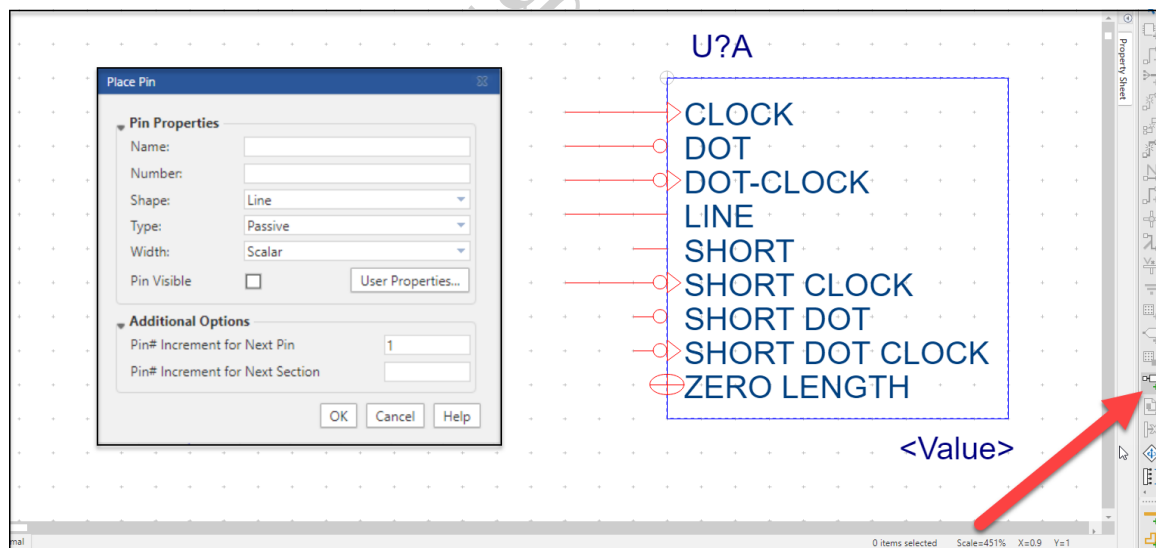 U?A
Property Sheet
Place Pin
Pin Properties
Name:
Number:
Shape: Line
Type: Passive
Width: Scalar
Pin Visible User Properties...
Additional Options
Pin# Increment for Next Pin 1
Pin# Increment for Next Section
OK Cancel Help
CLOCK
DOT
DOT-CLOCK
LINE
SHORT
SHORT CLOCK
SHORT DOT
SHORT DOT CLOCK
ZERO LENGTH
<Value>
mal 0 items selected Scale=451% X=0.9 Y=1